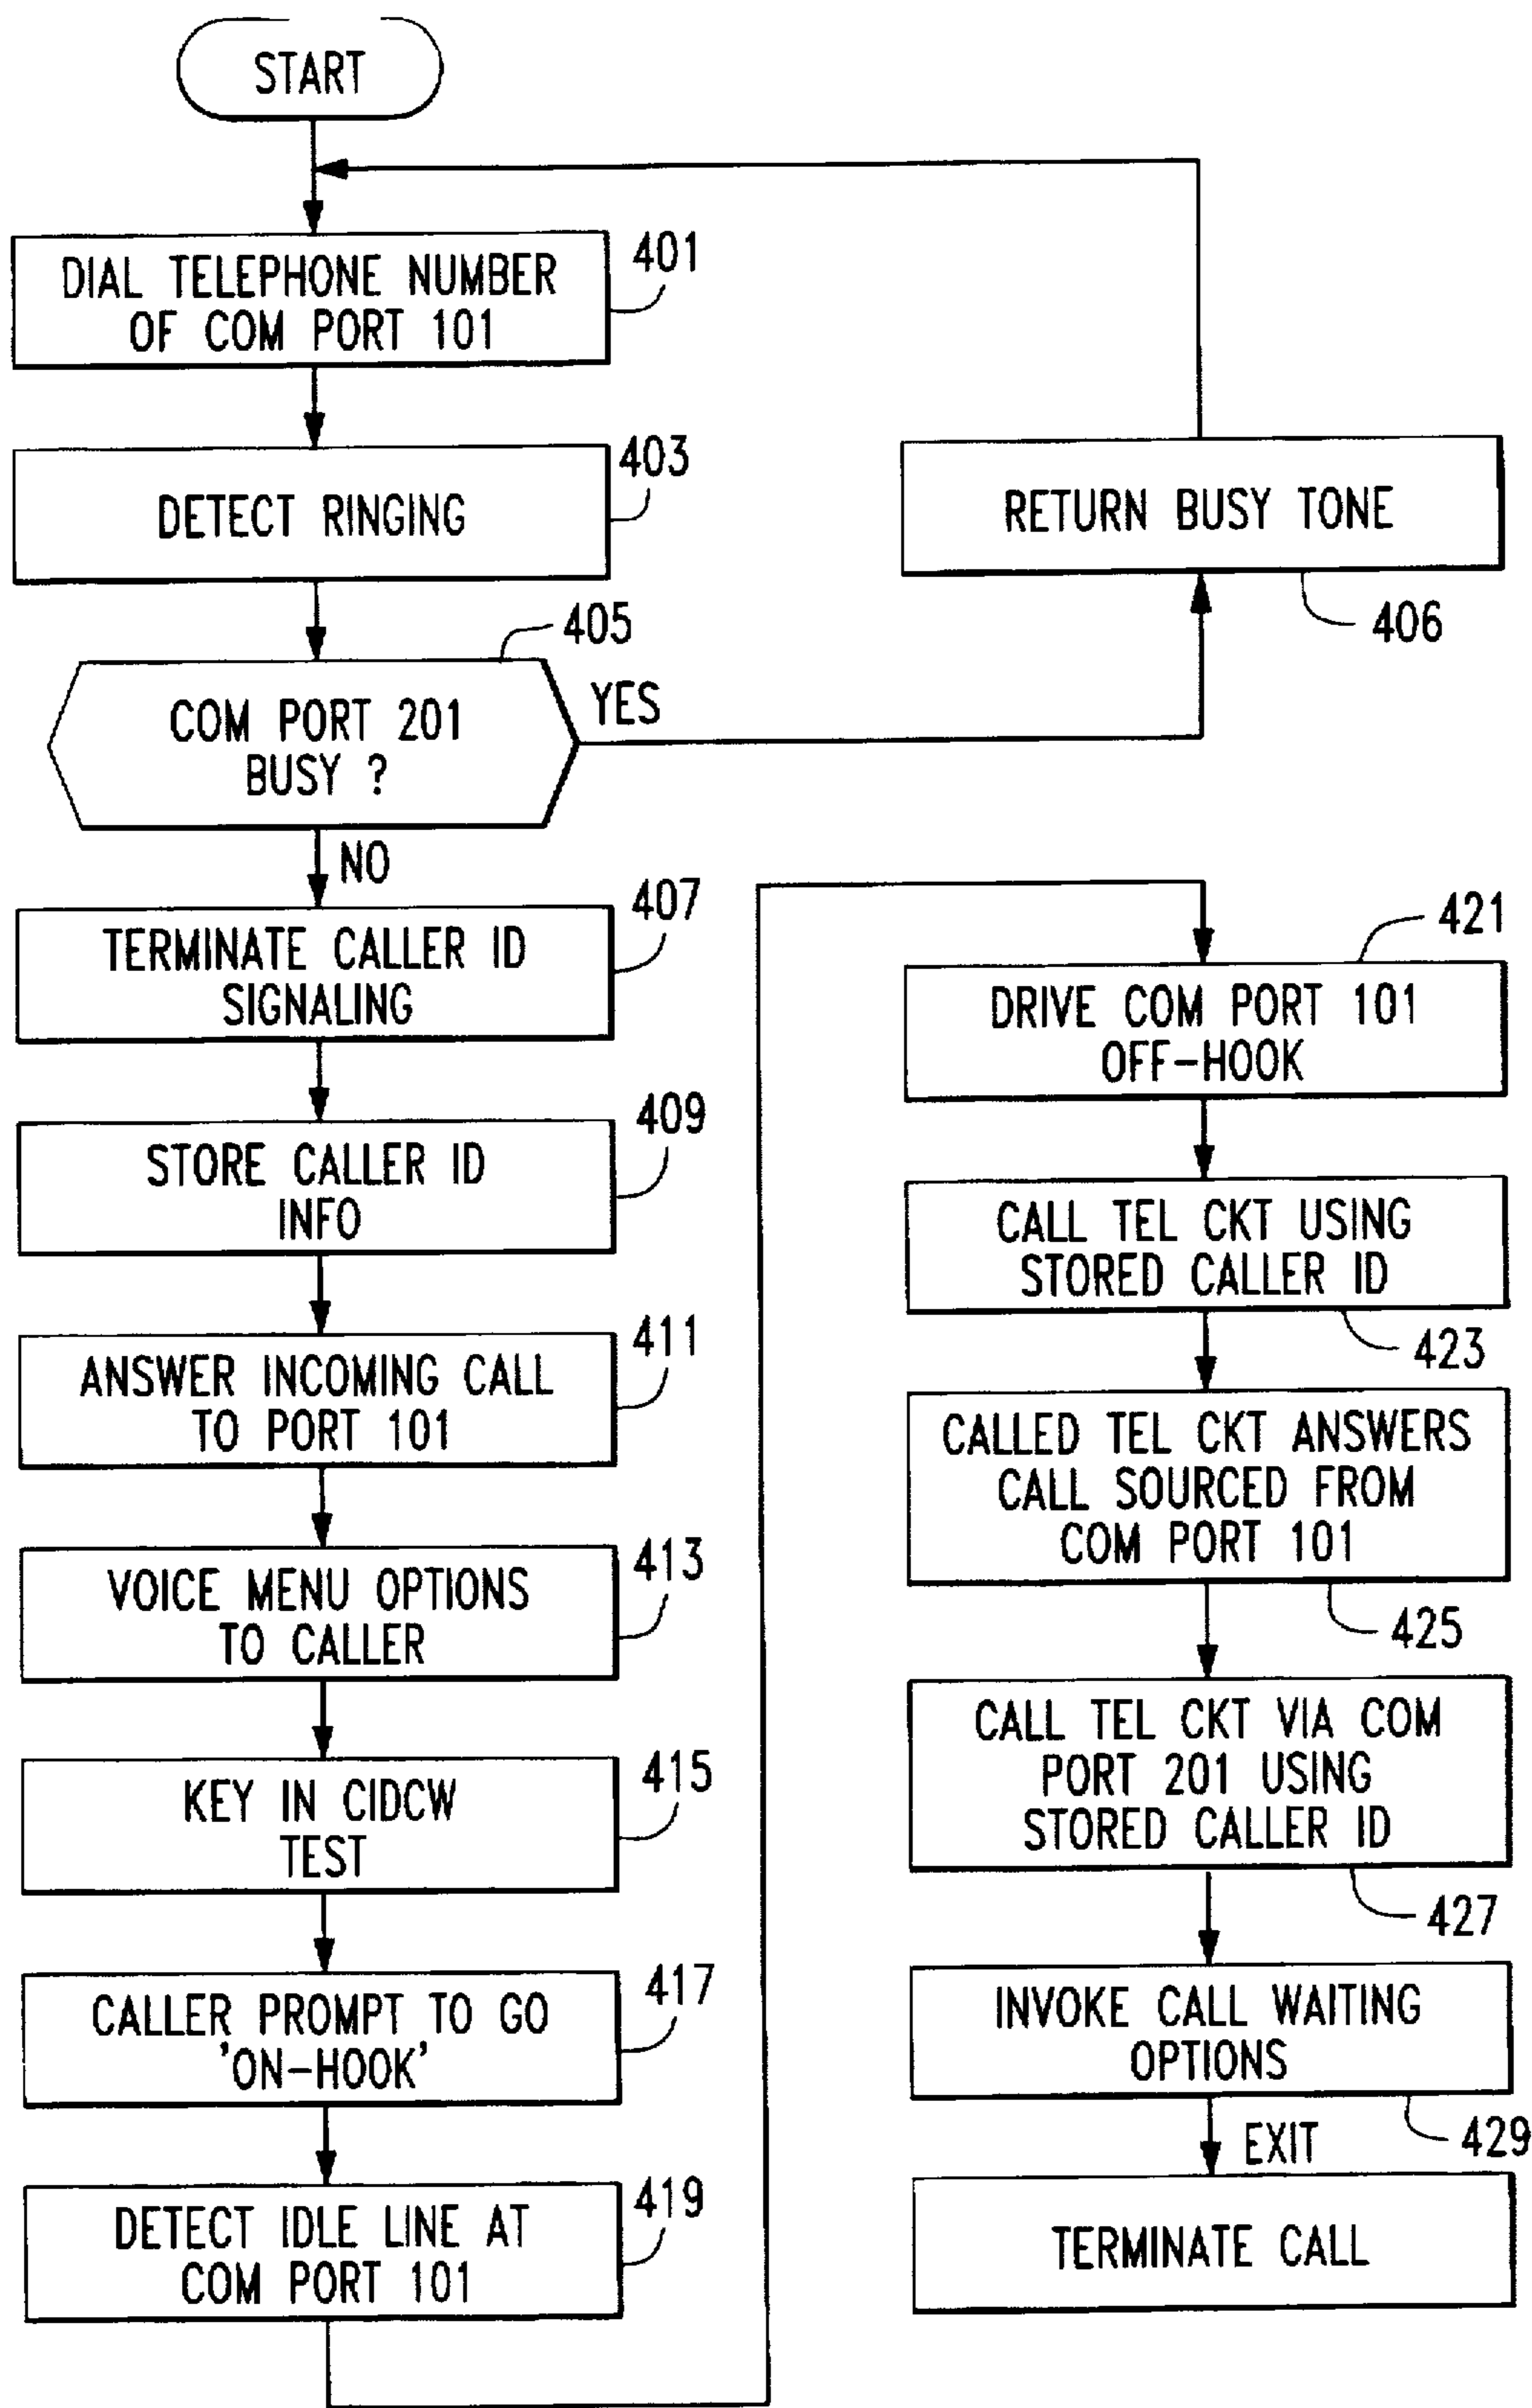 START
DIAL TELEPHONE NUMBER
OF COM PORT 101
401
DETECT RINGING
403
COM PORT 201
BUSY ?
405
YES
RETURN BUSY TONE
406
NO
TERMINATE CALLER ID
SIGNALING
407
STORE CALLER ID
INFO
409
ANSWER INCOMING CALL
TO PORT 101
411
VOICE MENU OPTIONS
TO CALLER
413
KEY IN CIDCW
TEST
415
CALLER PROMPT TO GO
'ON-HOOK'
417
DETECT IDLE LINE AT
COM PORT 101
419
DRIVE COM PORT 101
OFF-HOOK
421
CALL TEL CKT USING
STORED CALLER ID
423
CALLED TEL CKT ANSWERS
CALL SOURCED FROM
COM PORT 101
425
CALL TEL CKT VIA COM
PORT 201 USING
STORED CALLER ID
427
INVOKE CALL WAITING
OPTIONS
429
EXIT
TERMINATE CALL